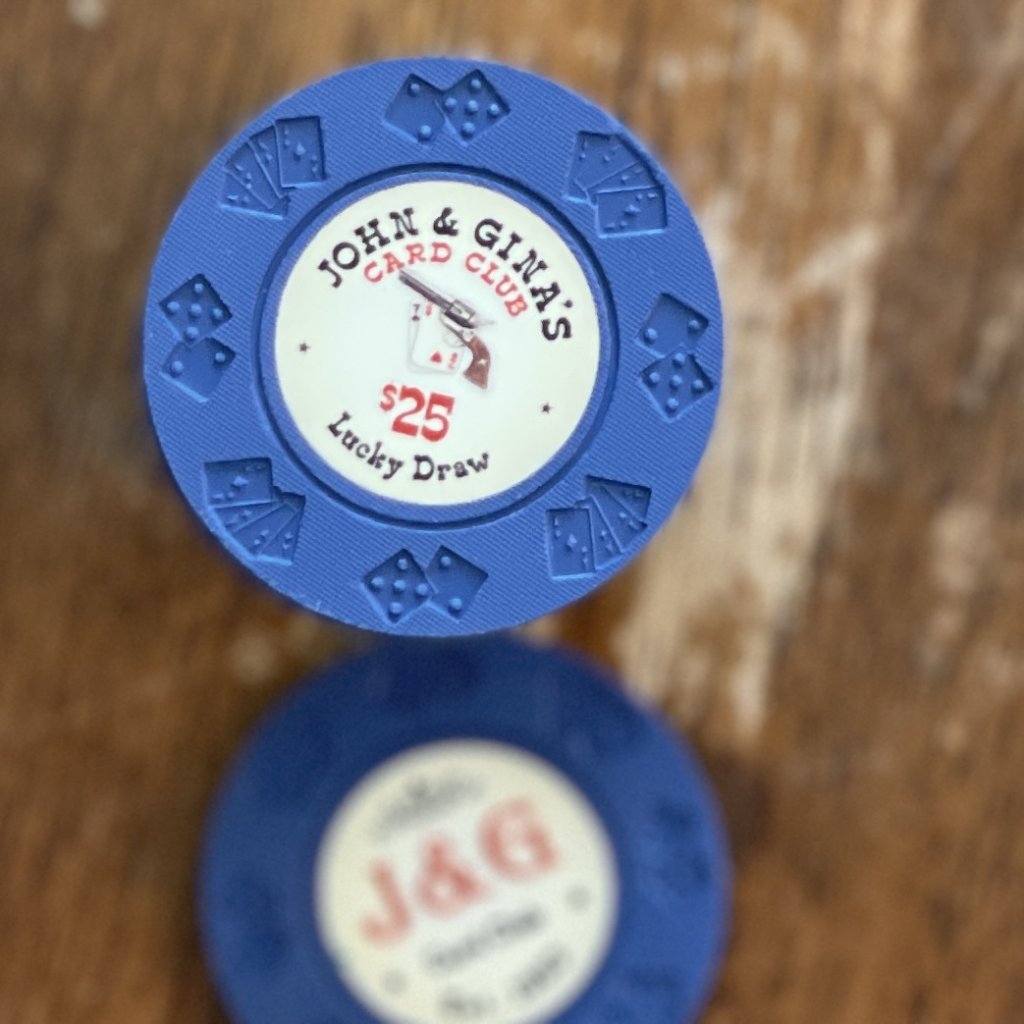 JOHN & GINA'S
CARD CLUB
$25
Lucky Draw
J&G